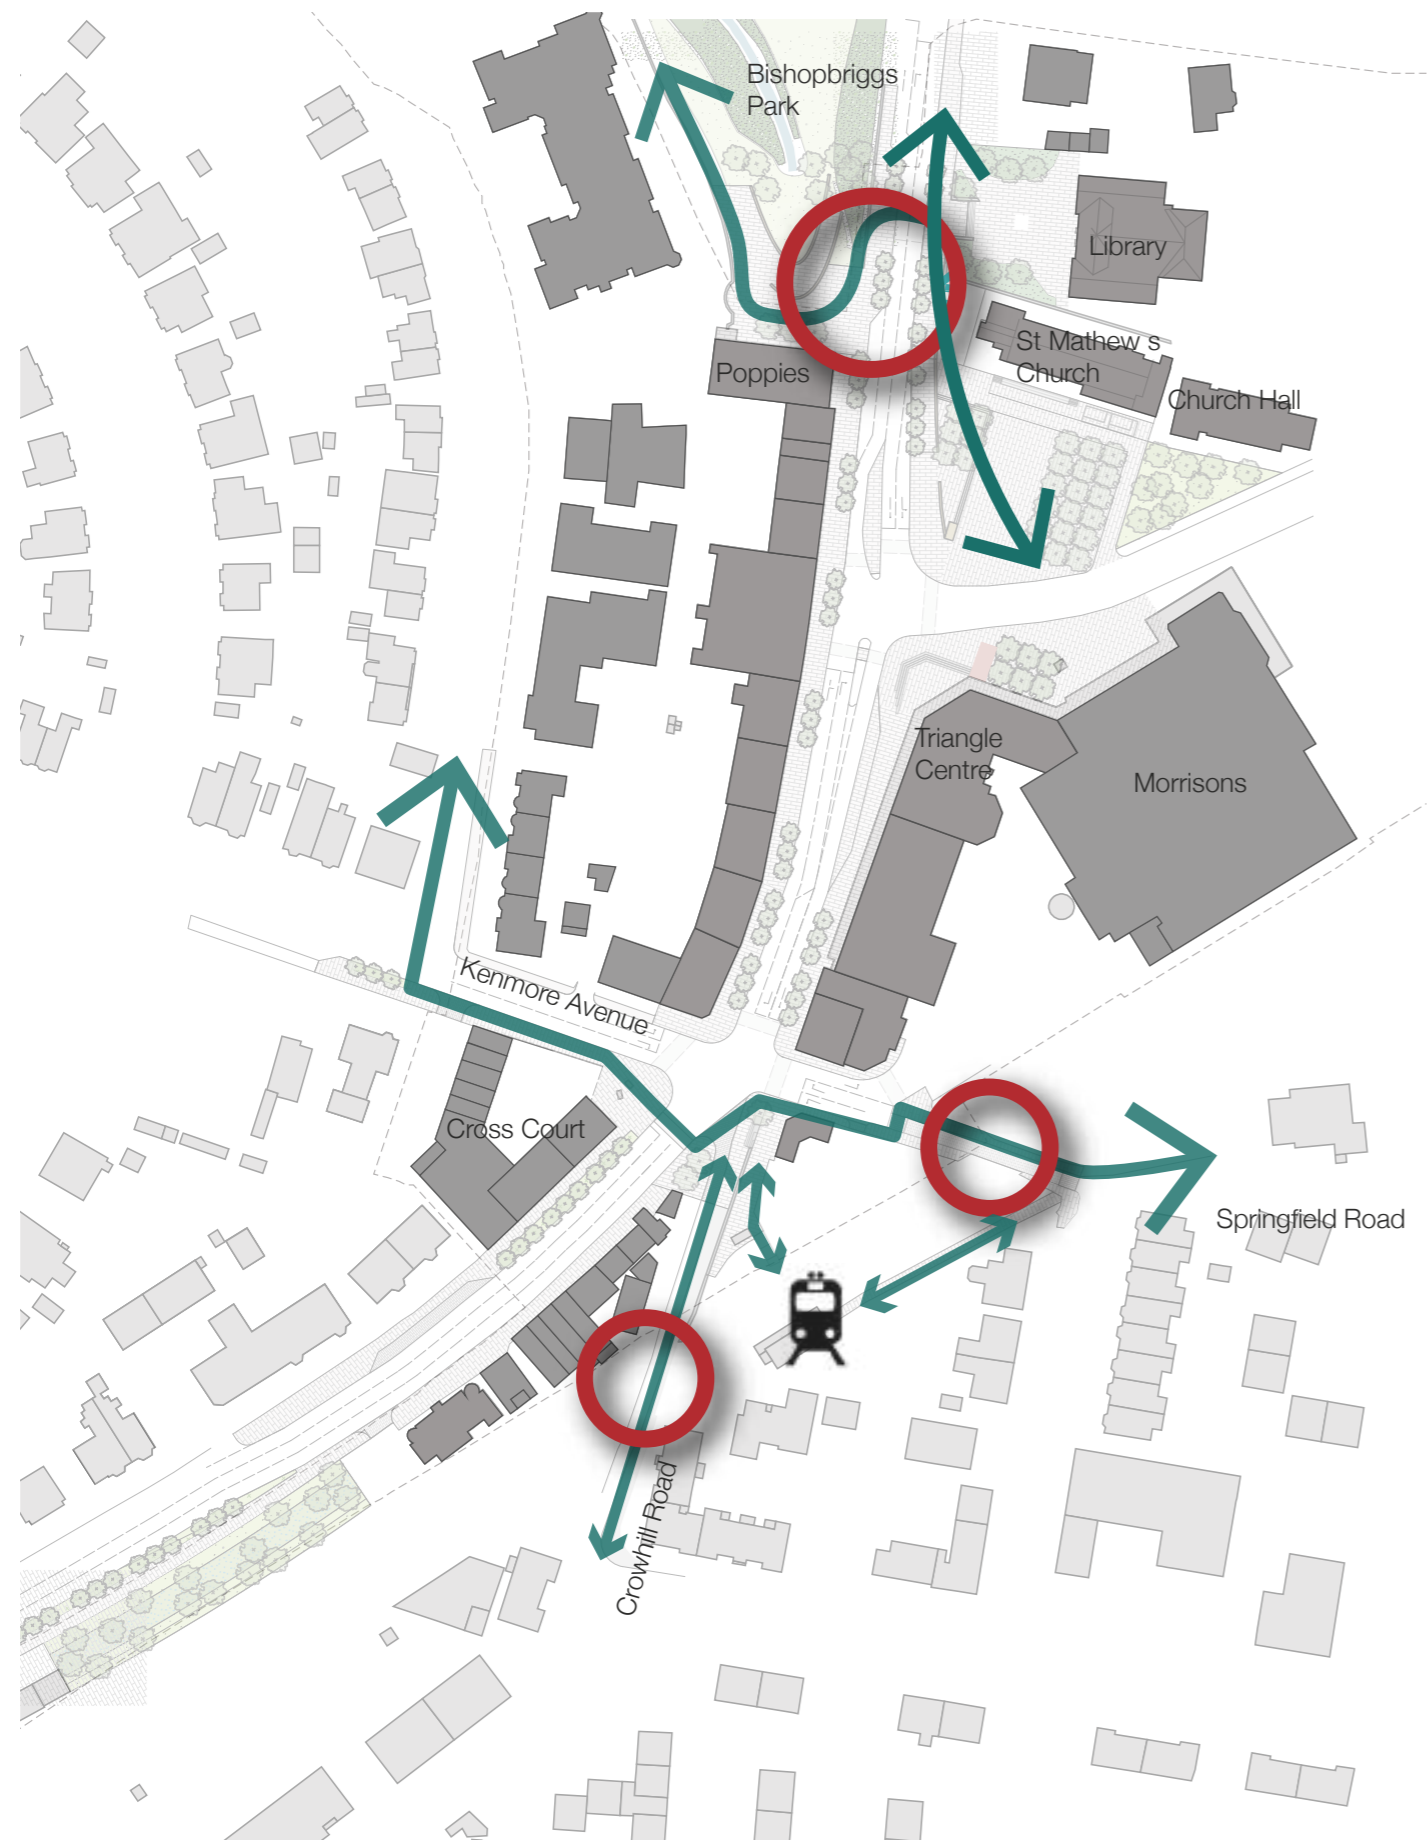 Bishopbriggs
Park
Library
St Mathew s
Church
Poppies
Church Hall
Triangle
Centre
Morrisons
Kenmore Avenue
Cross Court
Springfield Road
Crowhill Road